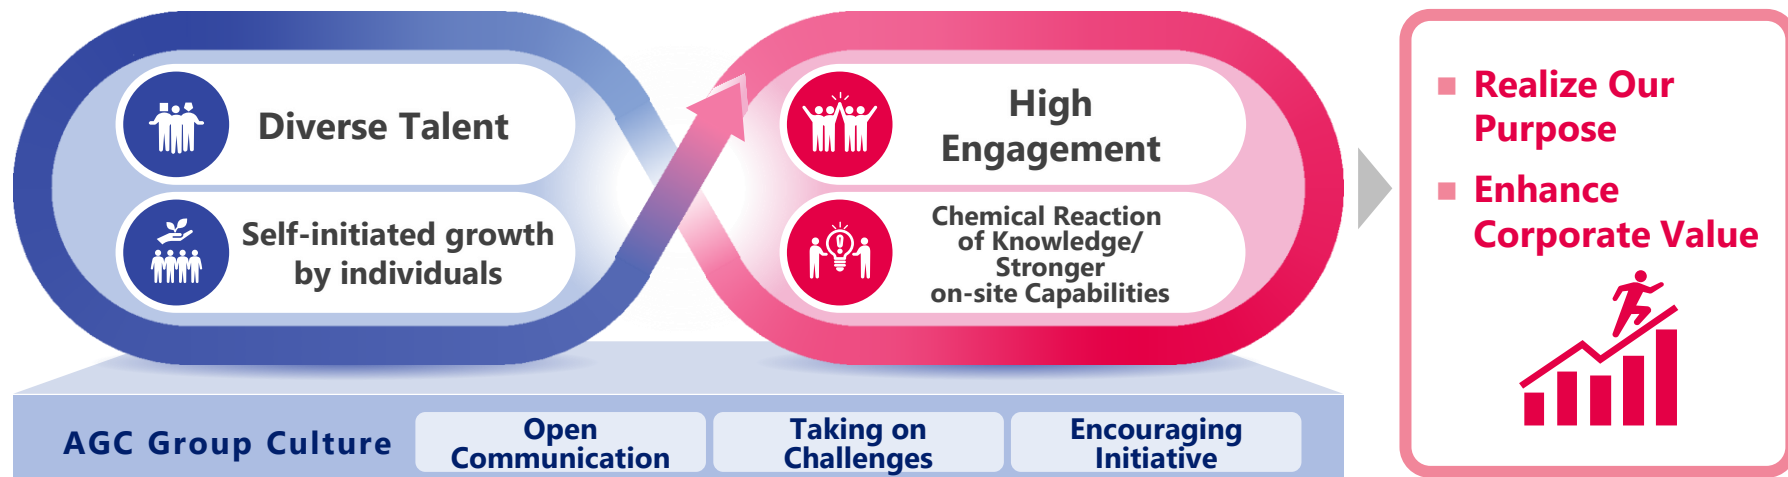 Diverse Talent
Self-initiated growth
by individuals
High
Engagement
Chemical Reaction
of Knowledge/
Stronger
on-site Capabilities
Realize Our
Purpose
Enhance
Corporate Value
AGC Group Culture
Open
Communication
Taking on
Challenges
Encouraging
Initiative